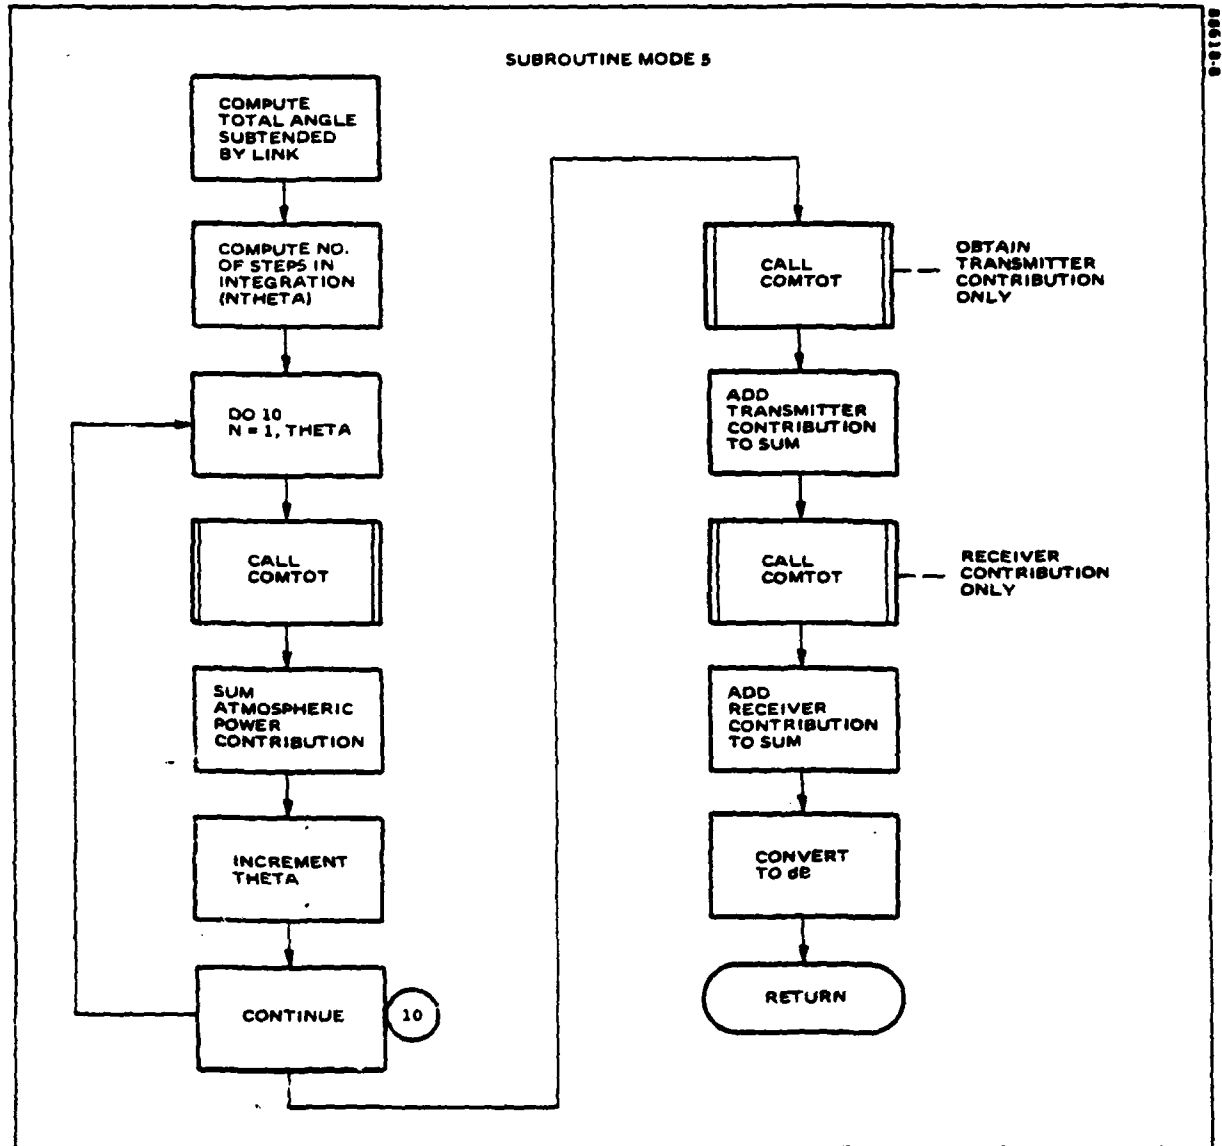 88618-8
SUBROUTINE MODE 5
COMPUTE
TOTAL ANGLE
SUBTENDED
BY LINK
COMPUTE NO.
OF STEPS IN
INTEGRATION
(NTHETA)
DO 10
N = 1, THETA
CALL
COMTOT
SUM
ATMOSPHERIC
POWER
CONTRIBUTION
INCREMENT
THETA
CONTINUE
10
CALL
COMTOT
OBTAIN
TRANSMITTER
CONTRIBUTION
ONLY
ADD
TRANSMITTER
CONTRIBUTION
TO SUM
CALL
COMTOT
RECEIVER
CONTRIBUTION
ONLY
ADD
RECEIVER
CONTRIBUTION
TO SUM
CONVERT
TO dB
RETURN